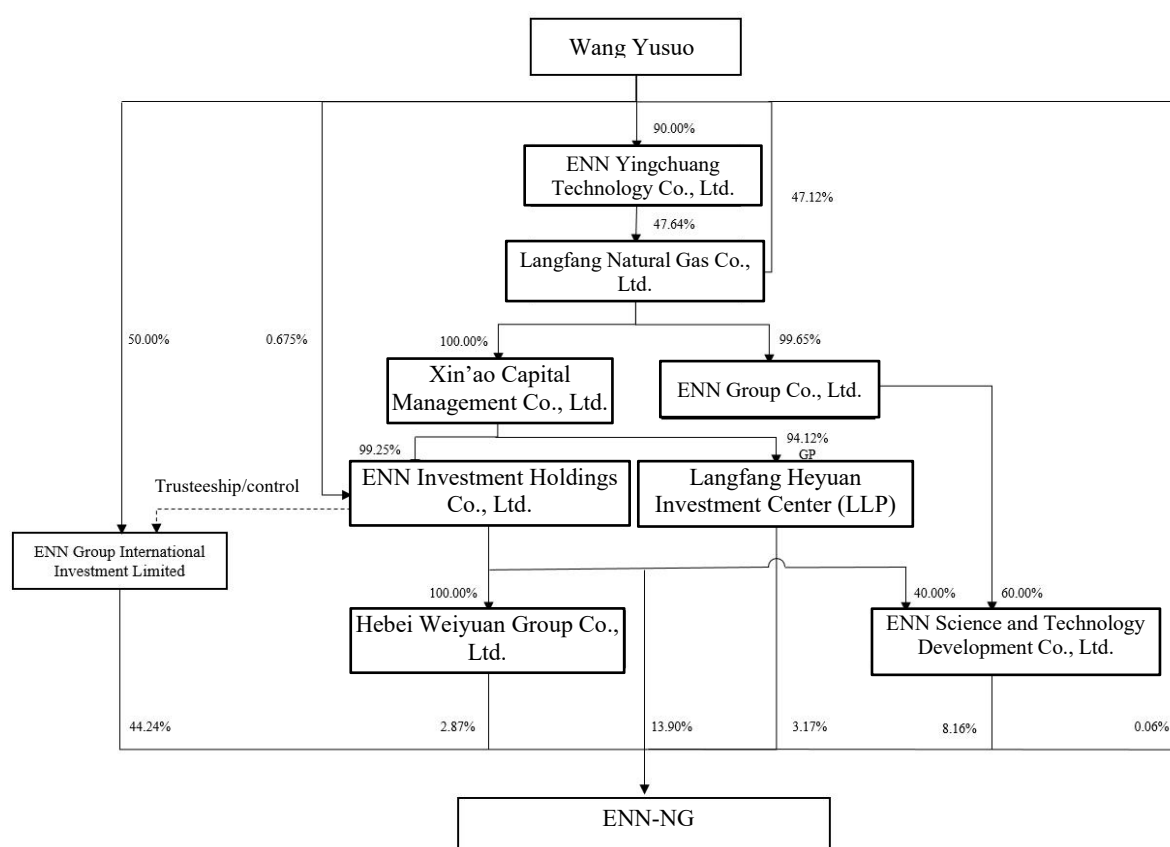 Wang Yusuo
90.00%
ENN Yingchuang
Technology Co., Ltd.
47.12%
47.64%
Langfang Natural Gas Co.,
Ltd.
50.00%
0.675%
100.00%
99.65%
Xin’ao Capital
Management Co., Ltd.
ENN Group Co., Ltd.
99.25%
94.12%
GP
ENN Investment Holdings
Co., Ltd.
Langfang Heyuan
Investment Center (LLP)
Trusteeship/control
ENN Group International
Investment Limited
100.00%
40.00%
60.00%
Hebei Weiyuan Group Co.,
Ltd.
ENN Science and Technology
Development Co., Ltd.
44.24%
2.87%
13.90%
3.17%
8.16%
0.06%
ENN-NG